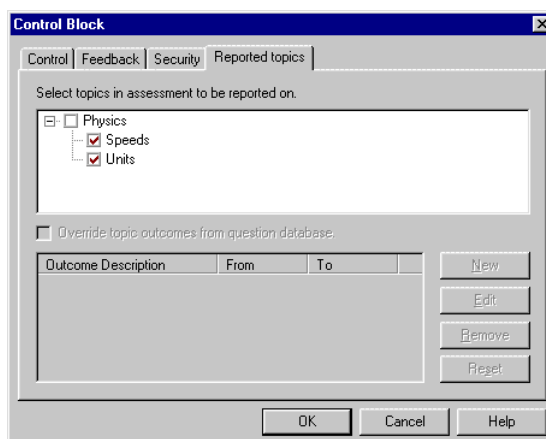 Control Block
Control Feedback Security Reported topics
Select topics in assessment to be reported on.
Physics
Speeds
Units
Override topic outcomes from question database.
Outcome Description From To
New
Edit
Remove
Reset
OK Cancel Help